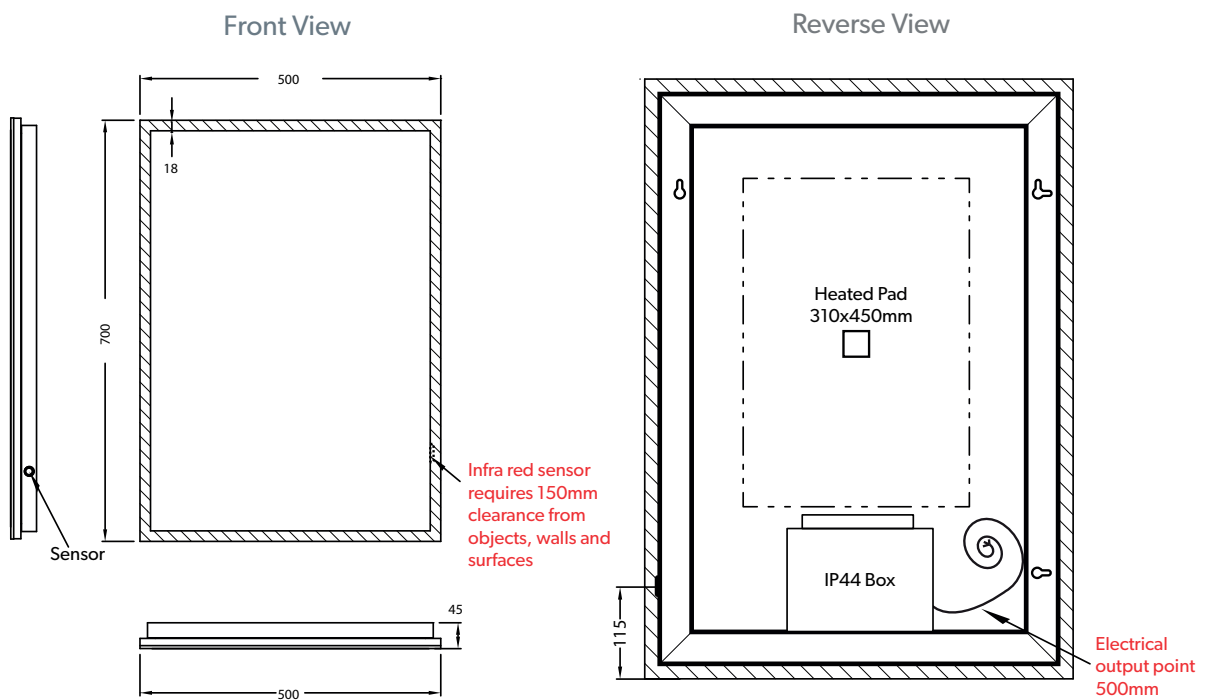 Front View
500
18
700
Sensor
Infra red sensor
requires 150mm
clearance from
objects, walls and
surfaces
45
500
Reverse View
Heated Pad
310x450mm
IP44 Box
115
Electrical
output point
500mm